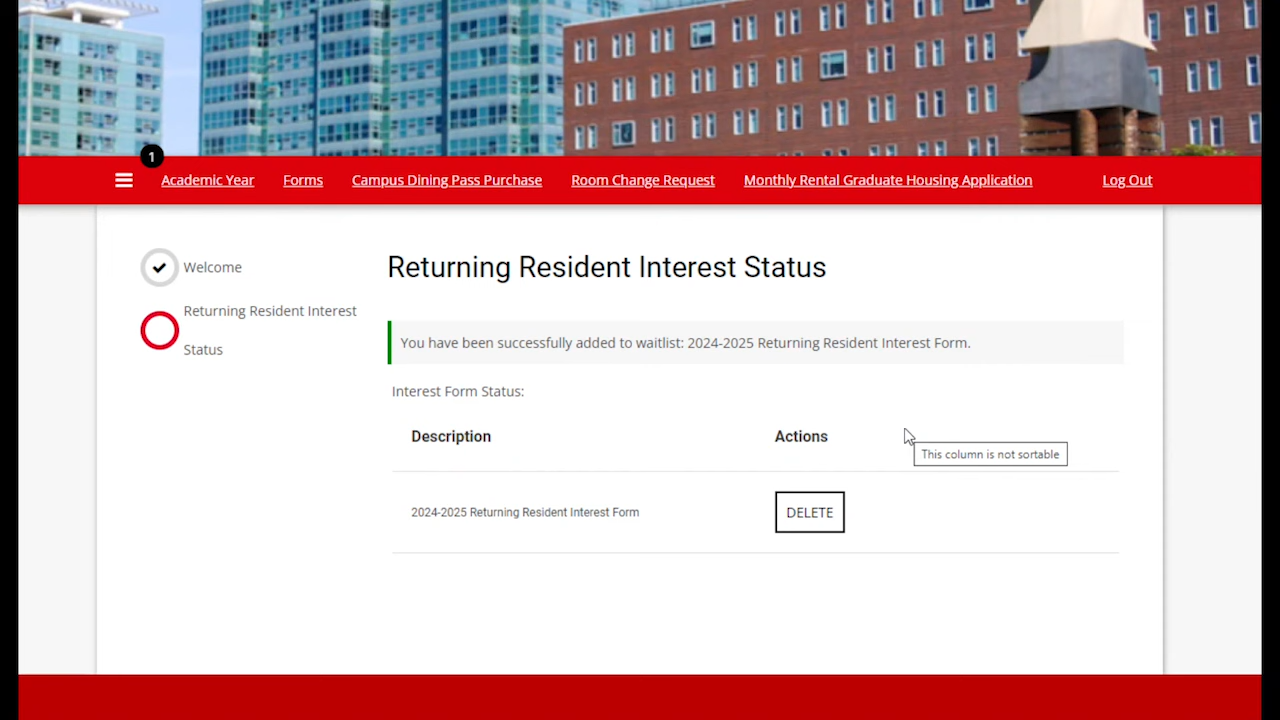 1
Academic Year Forms Campus Dining Pass Purchase Room Change Request Monthly Rental Graduate Housing Application Log Out
Welcome
Returning Resident Interest
Status
Returning Resident Interest Status
You have been successfully added to waitlist: 2024-2025 Returning Resident Interest Form.
Interest Form Status:
Description Actions
This column is not sortable
2024-2025 Returning Resident Interest Form DELETE